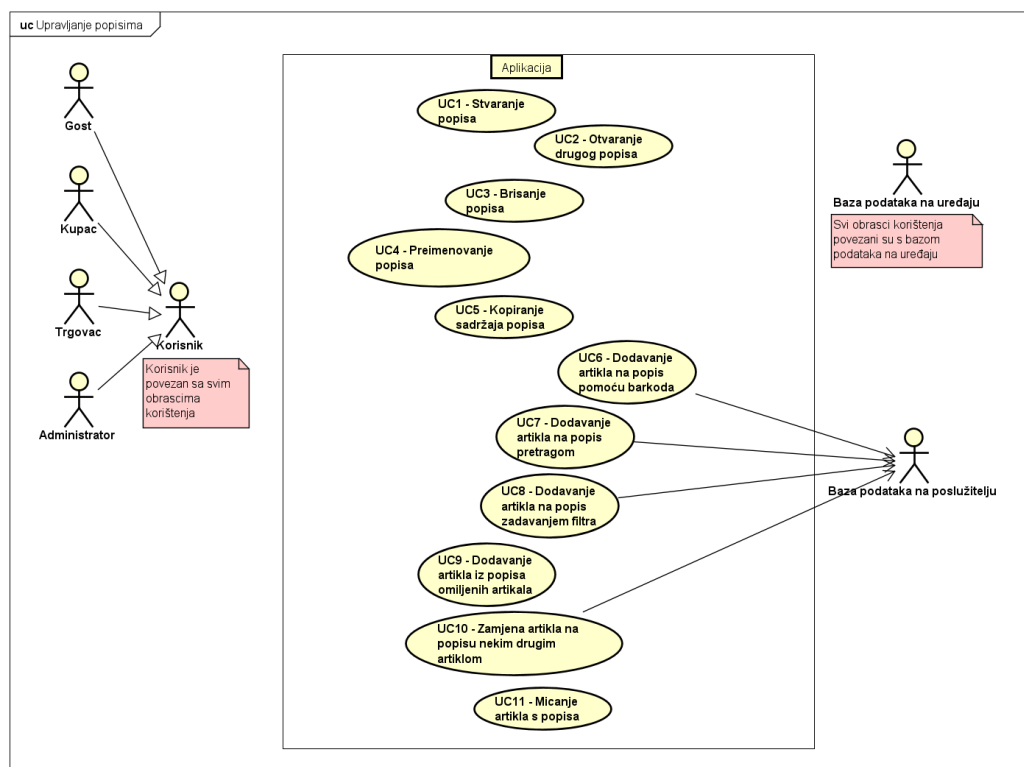 uc Upravljanje popisima
Aplikacija
Gost
Kupac
Trgovac
Administrator
Korisnik
Korisnik je
povezan sa svim
obrascima
korištenja
UC1 - Stvaranje
popisa
UC2 - Otvaranje
drugog popisa
UC3 - Brisanje
popisa
UC4 - Preimenovanje
popisa
UC5 - Kopiranje
sadržaja popisa
UC6 - Dodavanje
artikla na popis
pomoću barkoda
UC7 - Dodavanje
artikla na popis
pretragom
UC8 - Dodavanje
artikla na popis
zadavanjem filtra
UC9 - Dodavanje
artikla iz popisa
omiljenih artikala
UC10 - Zamjena artikla na
popisu nekim drugim
artiklom
UC11 - Micanje
artikla s popisa
Baza podataka na uređaju
Svi obrasci korištenja
povezani su s bazom
podataka na uređaju
Baza podataka na poslužitelju